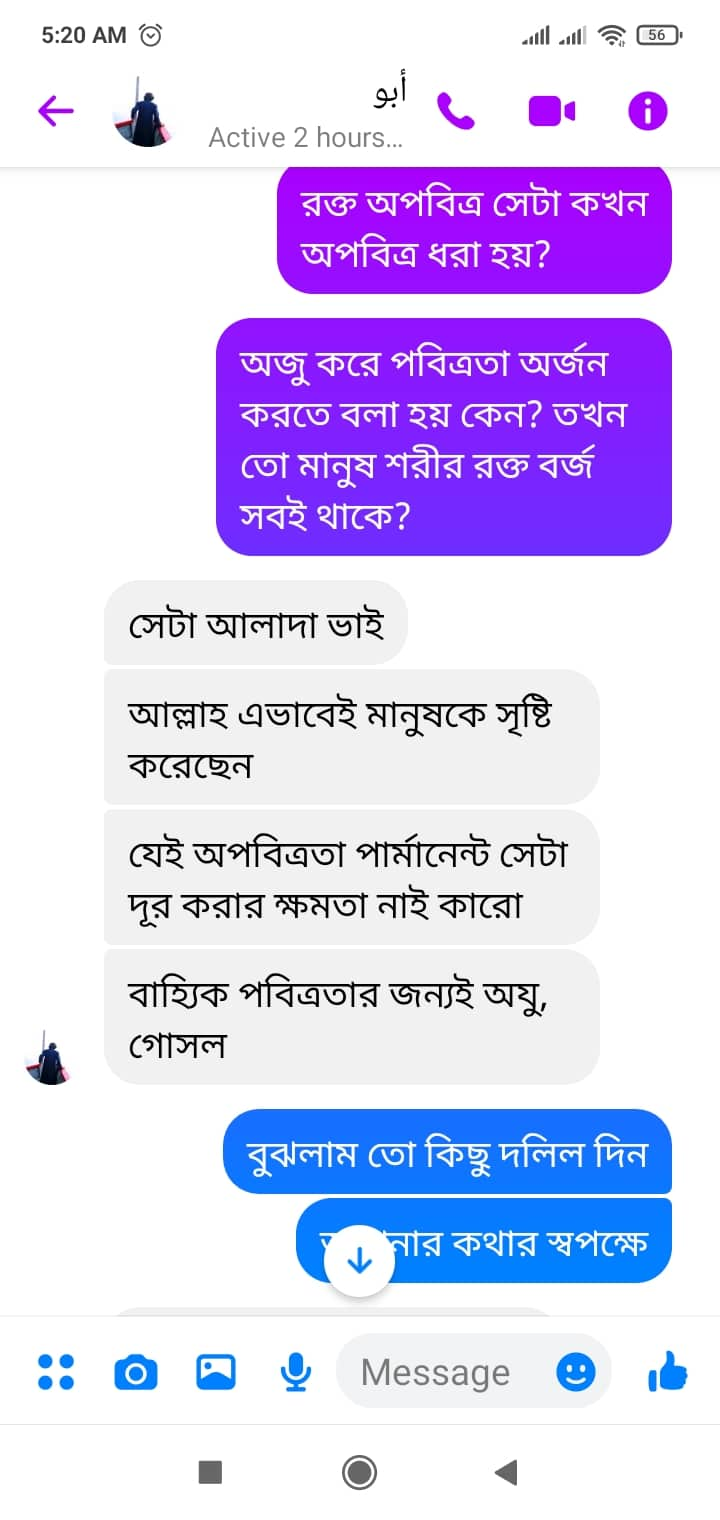 5:20 AM
56
أبو
Active 2 hours...
রক্ত অপবিত্র সেটা কখন
অপবিত্র ধরা হয়?
অজু করে পবিত্রতা অর্জন
করতে বলা হয় কেন? তখন
তো মানুষ শরীর রক্ত বর্জ
সবই থাকে?
সেটা আলাদা ভাই
আল্লাহ এভাবেই মানুষকে সৃষ্টি
করেছেন
যেই অপবিত্রতা পার্মানেন্ট সেটা
দূর করার ক্ষমতা নাই কারো
বাহ্যিক পবিত্রতার জন্যই অযু,
গোসল
বুঝলাম তো কিছু দলিল দিন
কথার স্বপক্ষে
Message